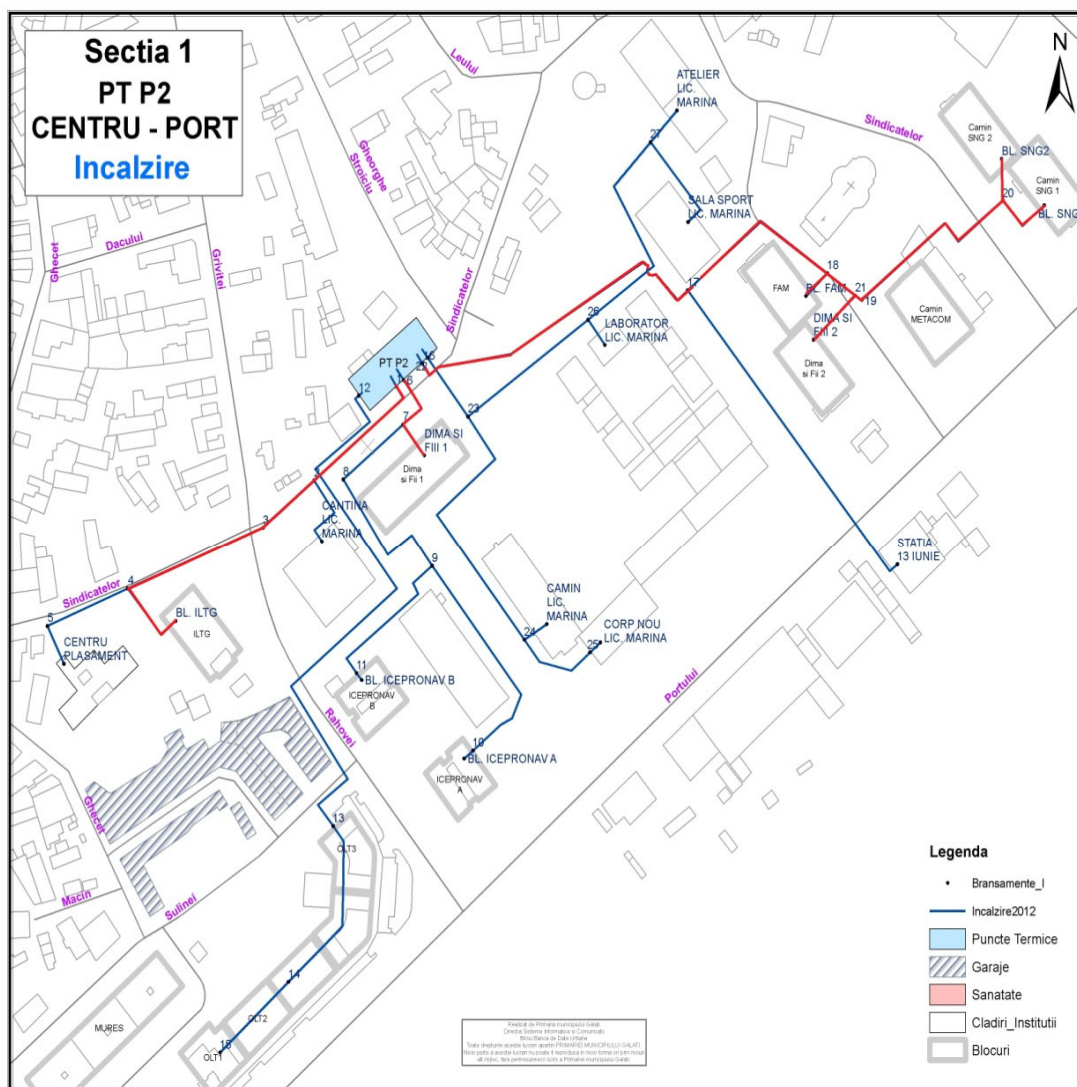 Sectia 1
PT P2
CENTRU - PORT
Incalzire
N
Leului
ATELIER
LIC.
MARINA
27
Sindicatelor
Camin
SNG 2
BL. SNG2
Camin
SNG 1
20
BL. SNG
Gheorghe
Stroiciu
Ghecet
Daculul
Grivitei
SALA SPORT
LIC. MARINA
Sindicatelor
17
18
FAM
BL. FAM
21
19
DIMA SI
FIII 2
Camin
METACOM
Dima
si Fii 2
26
LABORATOR
LIC. MARINA
PT P2
22
12
6
23
7
DIMA SI
FIII 1
Dima
si Fii 1
8
CANTINA
LIC.
MARINA
3
9
STATIA
13 IUNIE
Sindicatelor
4
5
BL. ILTG
ILTG
CENTRU
PLASAMENT
CAMIN
LIC.
MARINA
24
CORP NOU
LIC. MARINA
25
11
BL. ICEPRONAV B
ICEPRONAV
B
Portului
Rahovei
10
BL. ICEPRONAV A
ICEPRONAV
A
Ghecet
13
OLT3
Macin
Sulinei
14
MURES
OLT2
15
OLT1
Legenda
Bransamente_I
Incalzire2012
Puncte Termice
Garaje
Sanatate
Cladiri_Institutii
Blocuri